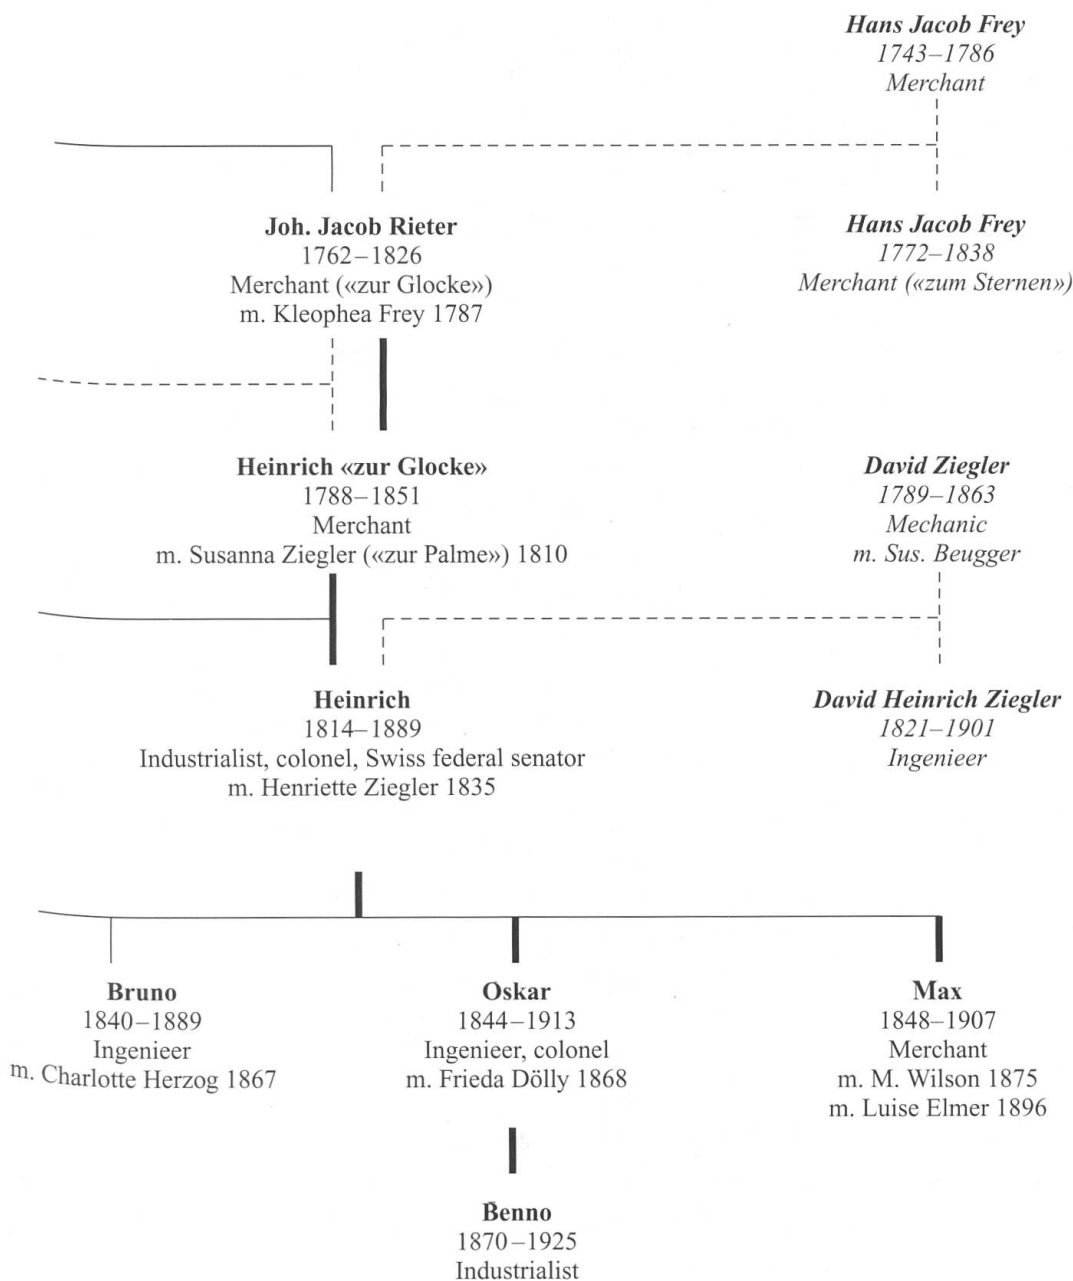 Hans Jacob Frey
1743–1786
Merchant
Joh. Jacob Rieter
1762–1826
Merchant («zur Glocke»)
m. Kleophea Frey 1787
Hans Jacob Frey
1772–1838
Merchant («zum Sternen»)
Heinrich «zur Glocke»
1788–1851
Merchant
m. Susanna Ziegler («zur Palme») 1810
David Ziegler
1789–1863
Mechanic
m. Sus. Beugger
Heinrich
1814–1889
Industrialist, colonel, Swiss federal senator
m. Henriette Ziegler 1835
David Heinrich Ziegler
1821–1901
Ingenieer
Bruno
1840–1889
Ingenieer
m. Charlotte Herzog 1867
Oskar
1844–1913
Ingenieer, colonel
m. Frieda Dölly 1868
Max
1848–1907
Merchant
m. M. Wilson 1875
m. Luise Elmer 1896
Benno
1870–1925
Industrialist